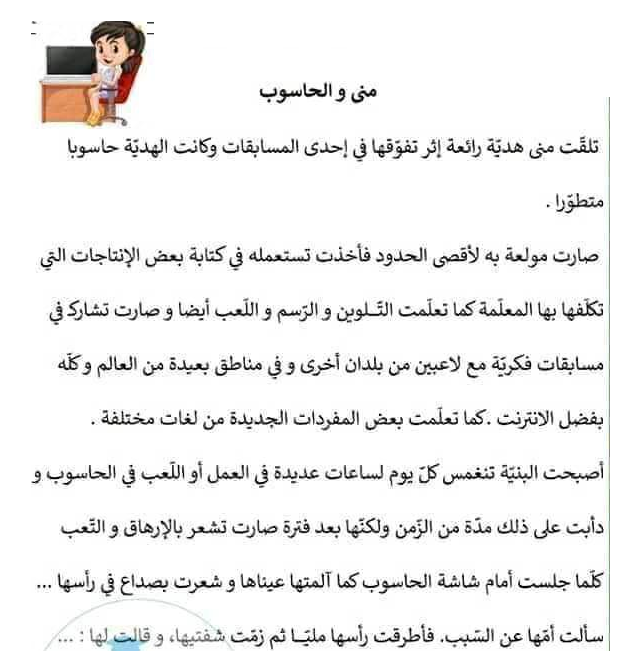 منى و الحاسوب
تلقّت منى هديّة رائعة إثر تفوّقها في إحدى المسابقات وكانت الهديّة حاسوبا
متطوّرا .
صارت مولعة به لأقصى الحدود فأخذت تستعمله في كتابة بعض الإنتاجات التي
تكلّفها بها المعلّمة كما تعلّمت التّـلوين و الرّسم و اللّعب أيضا و صارت تشارك في
مسابقات فكريّة مع لاعبين من بلدان أخرى و في مناطق بعيدة من العالم و كلّه
بفضل الانترنت . كما تعلّمت بعض المفردات الجديدة من لغات مختلفة .
أصبحت البنيّة تنغمس كلّ يوم لساعات عديدة في العمل أو اللّعب في الحاسوب و
دأبت على ذلك مدّة من الزّمن ولكنّها بعد فترة صارت تشعر بالإرهاق و التّعب
كلّما جلست أمام شاشة الحاسوب كما آلمتها عيناها و شعرت بصداع في رأسها ...
سألت أمّها عن السّبب. فأطرقت رأسها مليّـا ثم زمّت شفتيها، و قالت لها : ...